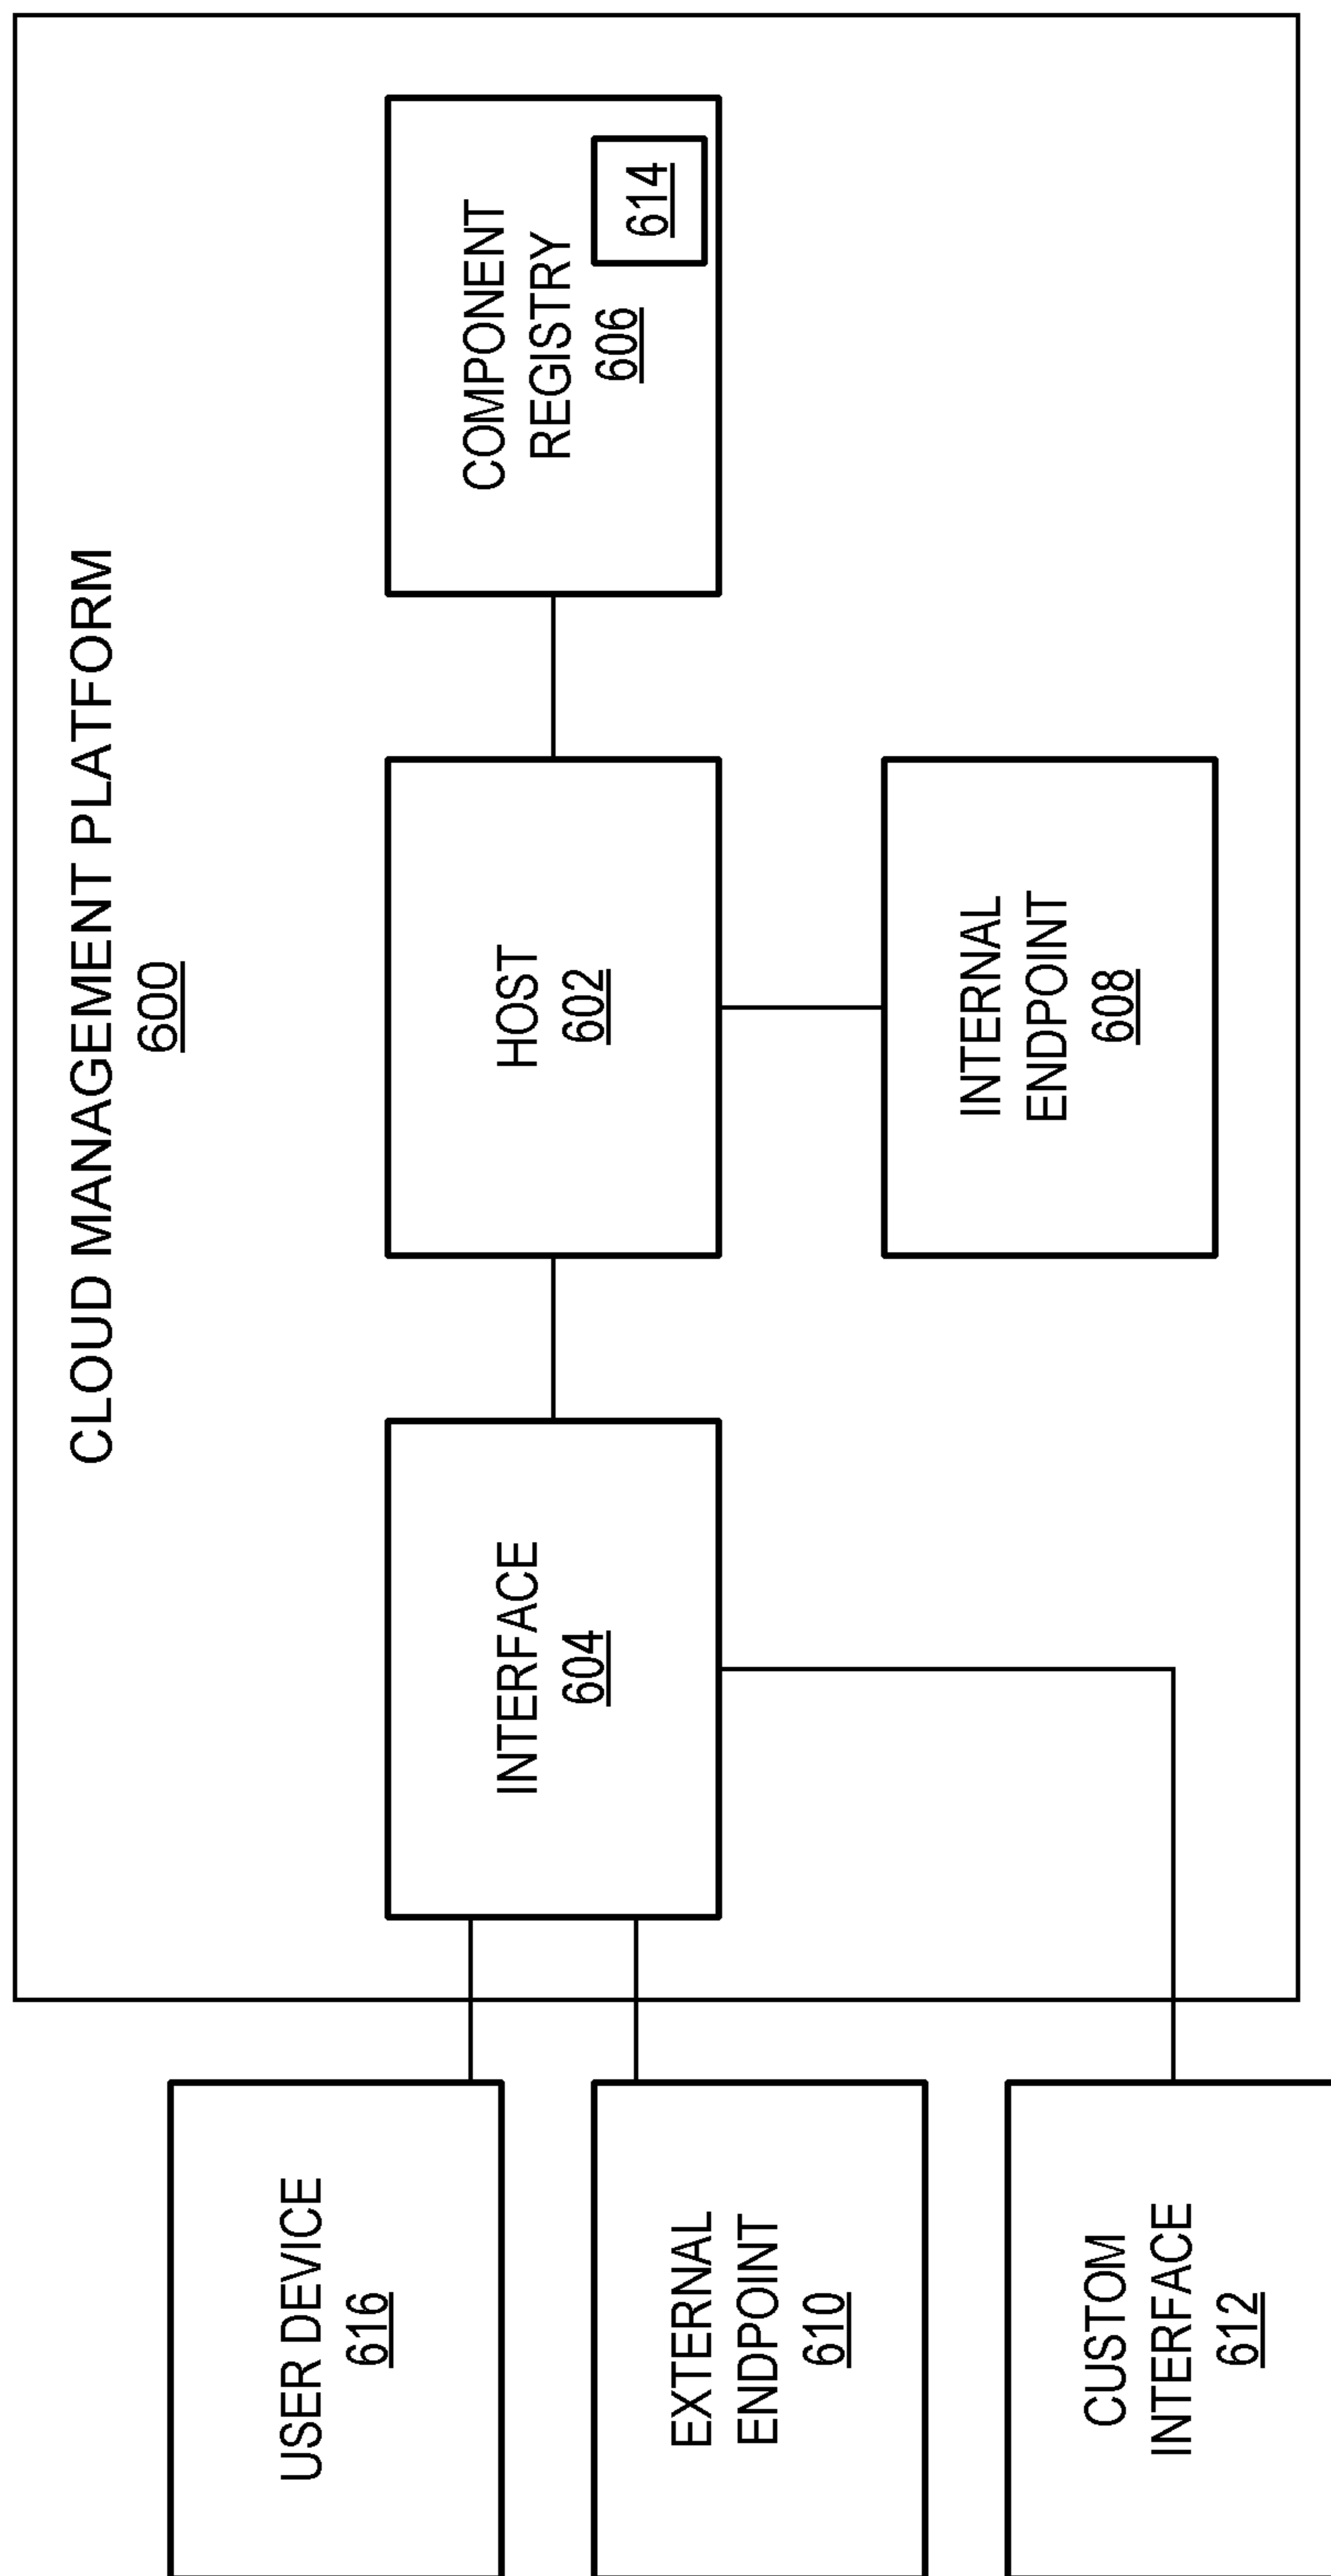 CLOUD MANAGEMENT PLATFORM
600
USER DEVICE
616
EXTERNAL
ENDPOINT
610
CUSTOM
INTERFACE
612
INTERFACE
604
HOST
602
COMPONENT
REGISTRY
606
614
INTERNAL
ENDPOINT
608